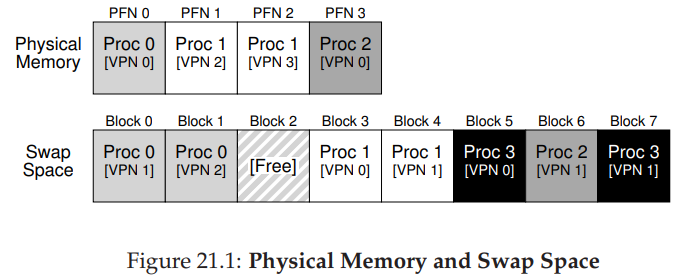 PFN 0 PFN 1 PFN 2 PFN 3
Physical Memory
Proc 0 Proc 1 Proc 1 Proc 2
[VPN 0] [VPN 2] [VPN 3] [VPN 0]
Block 0 Block 1 Block 2 Block 3 Block 4 Block 5 Block 6 Block 7
Swap Space
Proc 0 Proc 0 [Free] Proc 1 Proc 1 Proc 3 Proc 2 Proc 3
[VPN 1] [VPN 2] [VPN 0] [VPN 1] [VPN 0] [VPN 1] [VPN 1]
Figure 21.1: Physical Memory and Swap Space